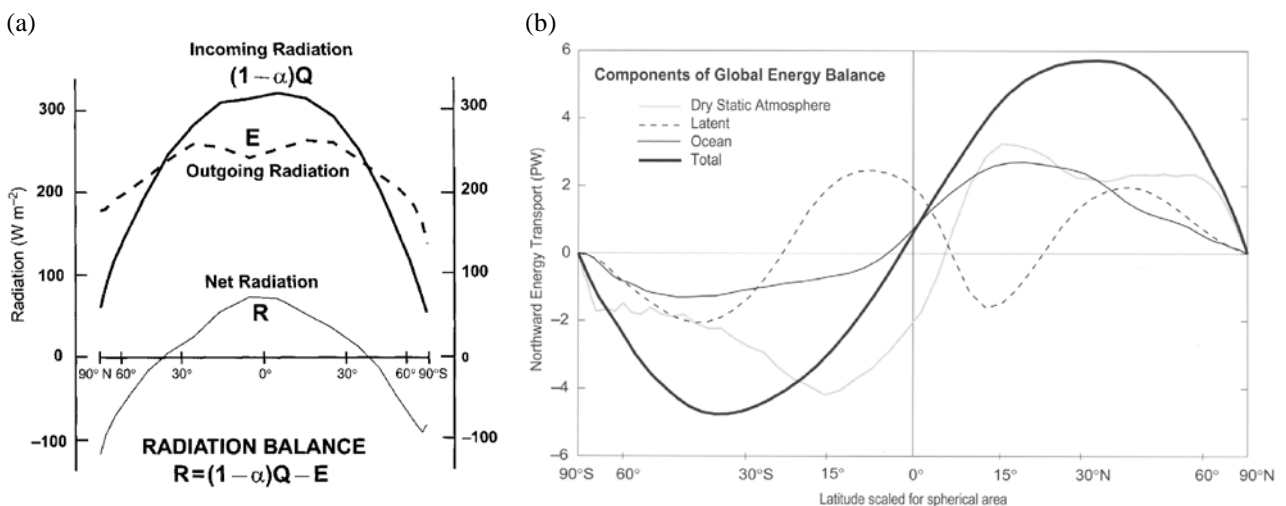 (a)
Incoming Radiation
(1−α)Q
300
200
100
0
−100
Radiation (W m−2)
E
Outgoing Radiation
Net Radiation
R
300
200
100
0
−100
90° N 60° 30° 0° 30° 60° 90°S
RADIATION BALANCE
R=(1−α)Q−E
(b)
6
4
2
0
−2
−4
−6
Northward Energy Transport (PW)
Components of Global Energy Balance
Dry Static Atmosphere
Latent
Ocean
Total
90°S 60° 30°S 15° 0° 15° 30°N 60° 90°N
Latitude scaled for spherical area